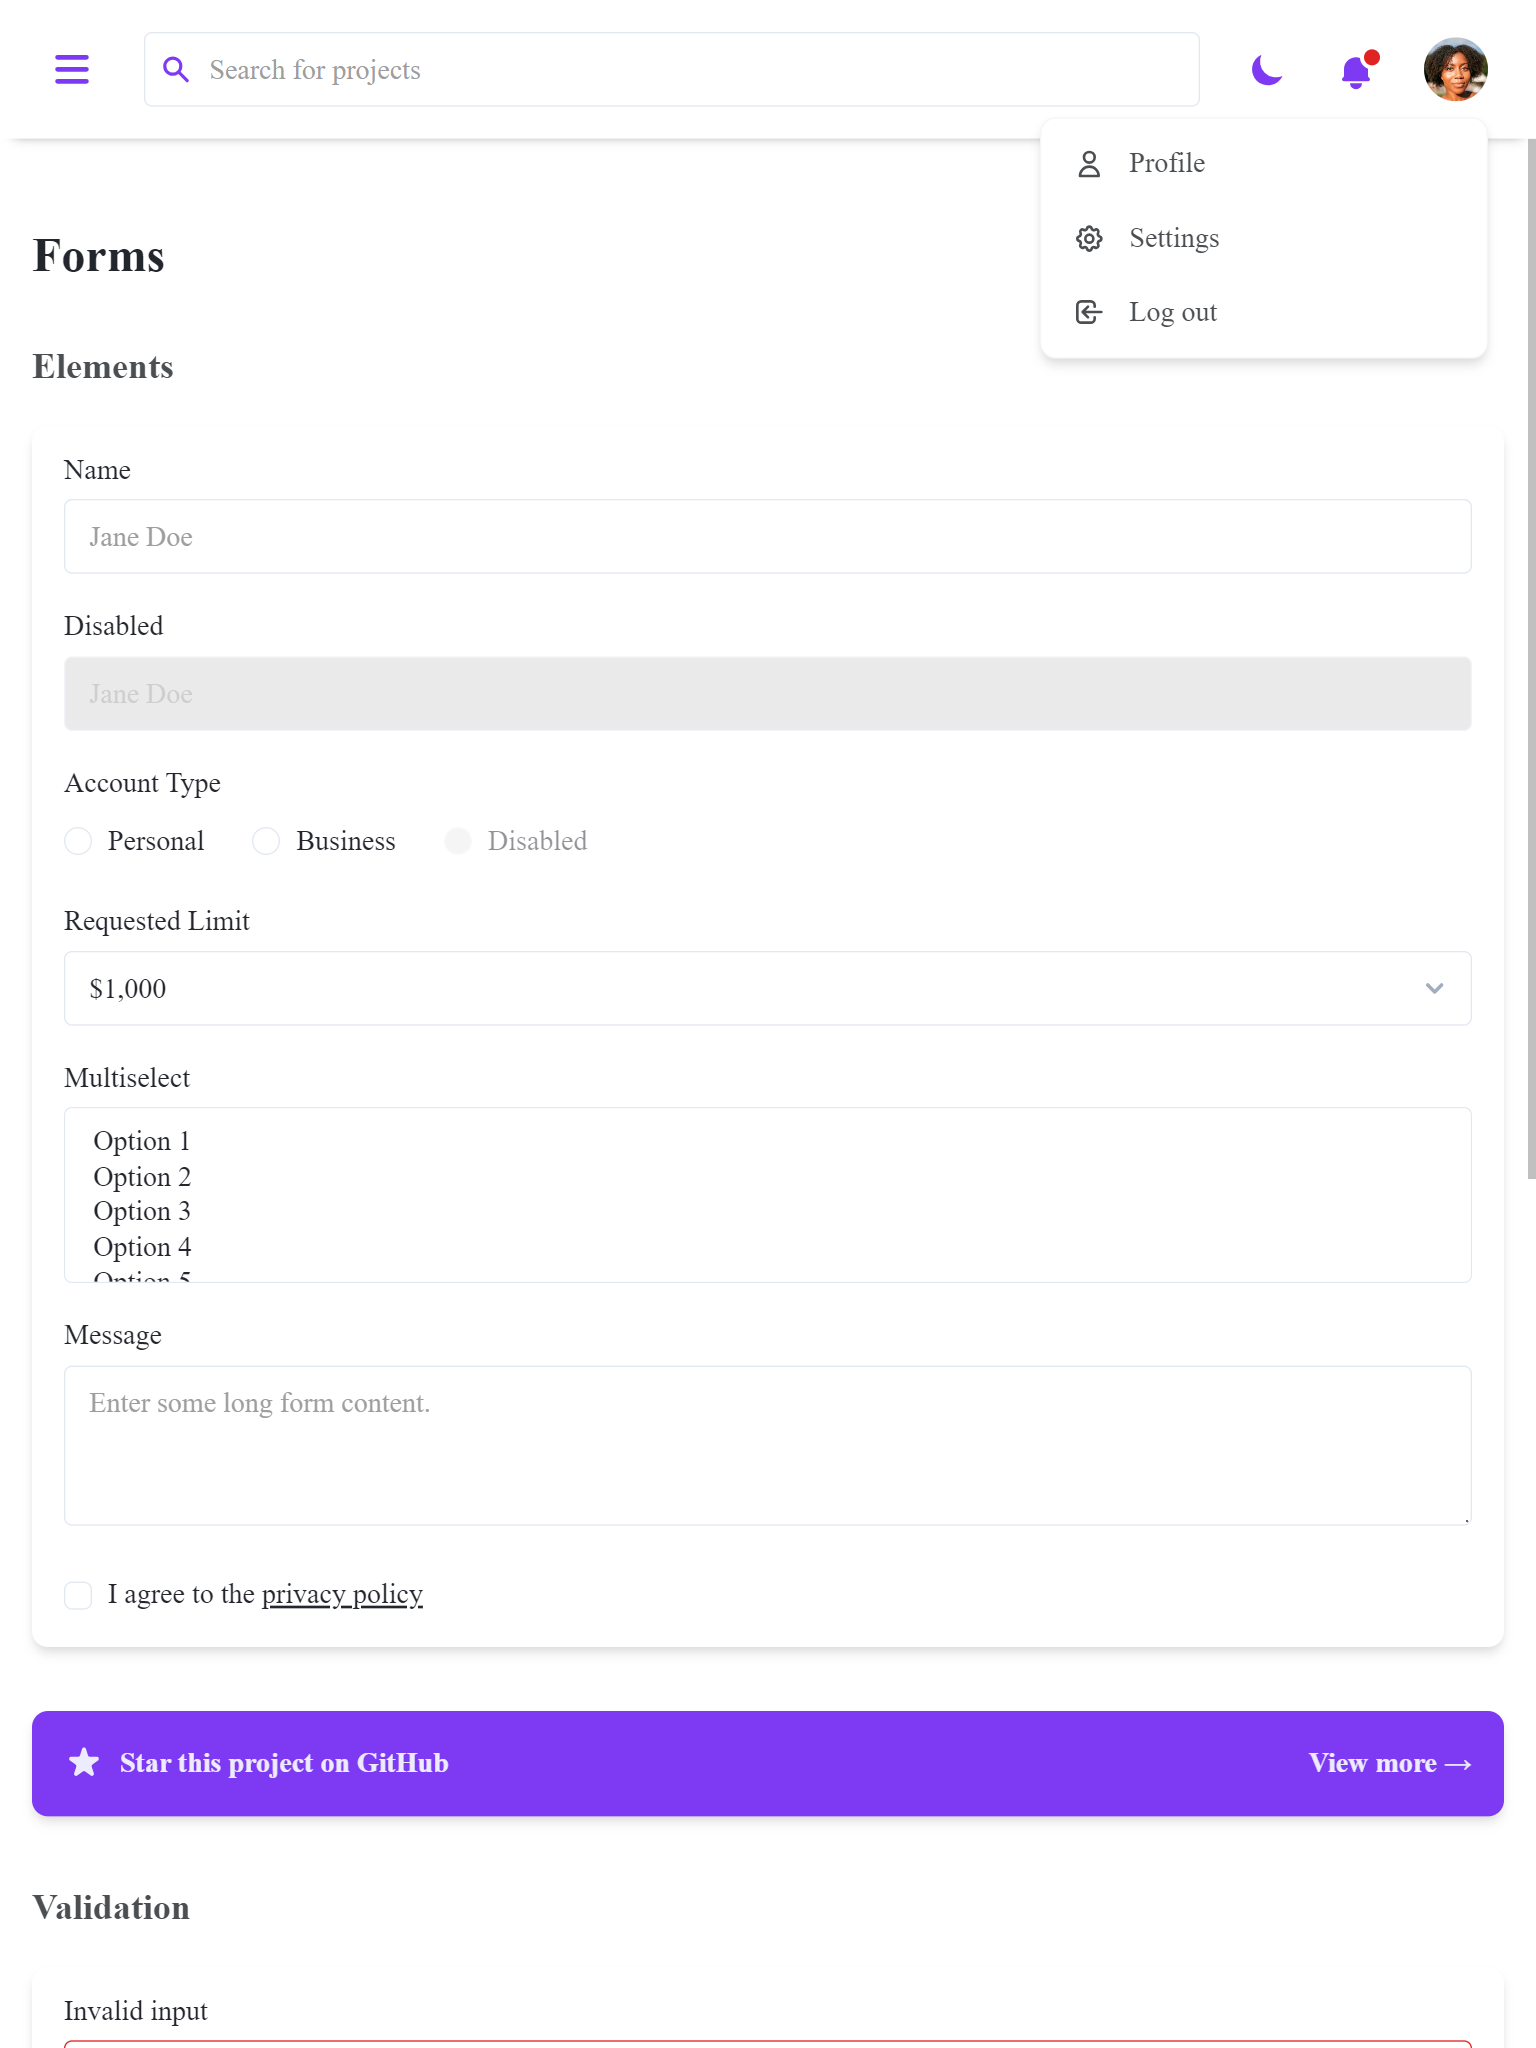 Search for projects
Profile
Settings
Log out
Forms
Elements
Name
Jane Doe
Disabled
Jane Doe
Account Type
Personal Business Disabled
Requested Limit
$1,000
Multiselect
Option 1
Option 2
Option 3
Option 4
Option 5
Message
Enter some long form content.
I agree to the privacy policy
Star this project on GitHub View more →
Validation
Invalid input